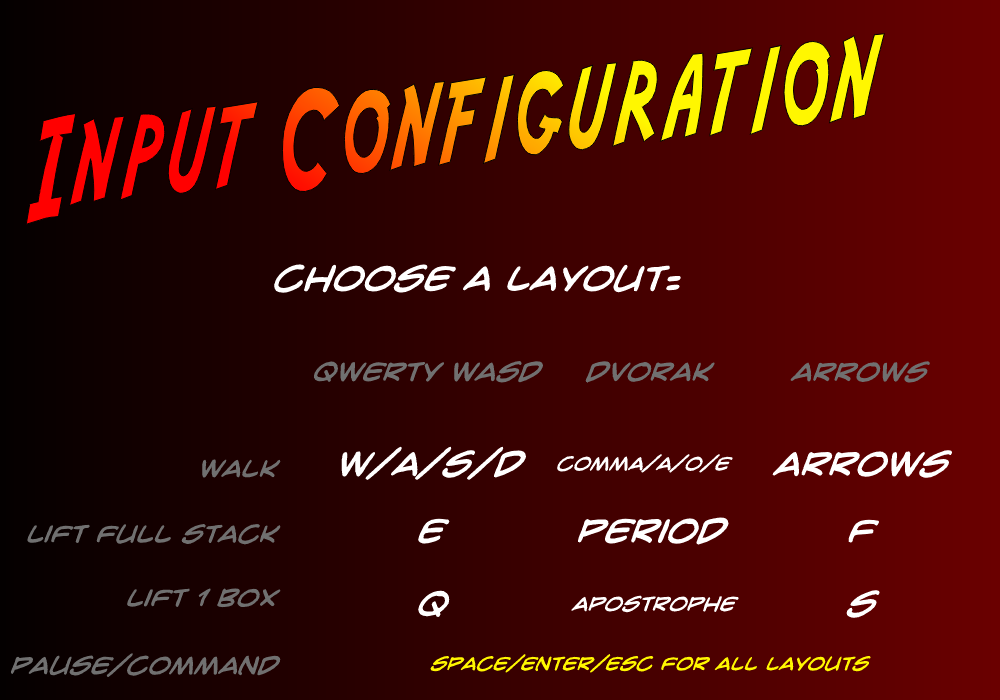 INPUT CONFIGURATION
CHOOSE A LAYOUT:
QWERTY WASD DVORAK ARROWS
WALK W/A/S/D COMMA/A/O/E ARROWS
LIFT FULL STACK E PERIOD F
LIFT 1 BOX Q APOSTROPHE S
PAUSE/COMMAND SPACE/ENTER/ESC FOR ALL LAYOUTS